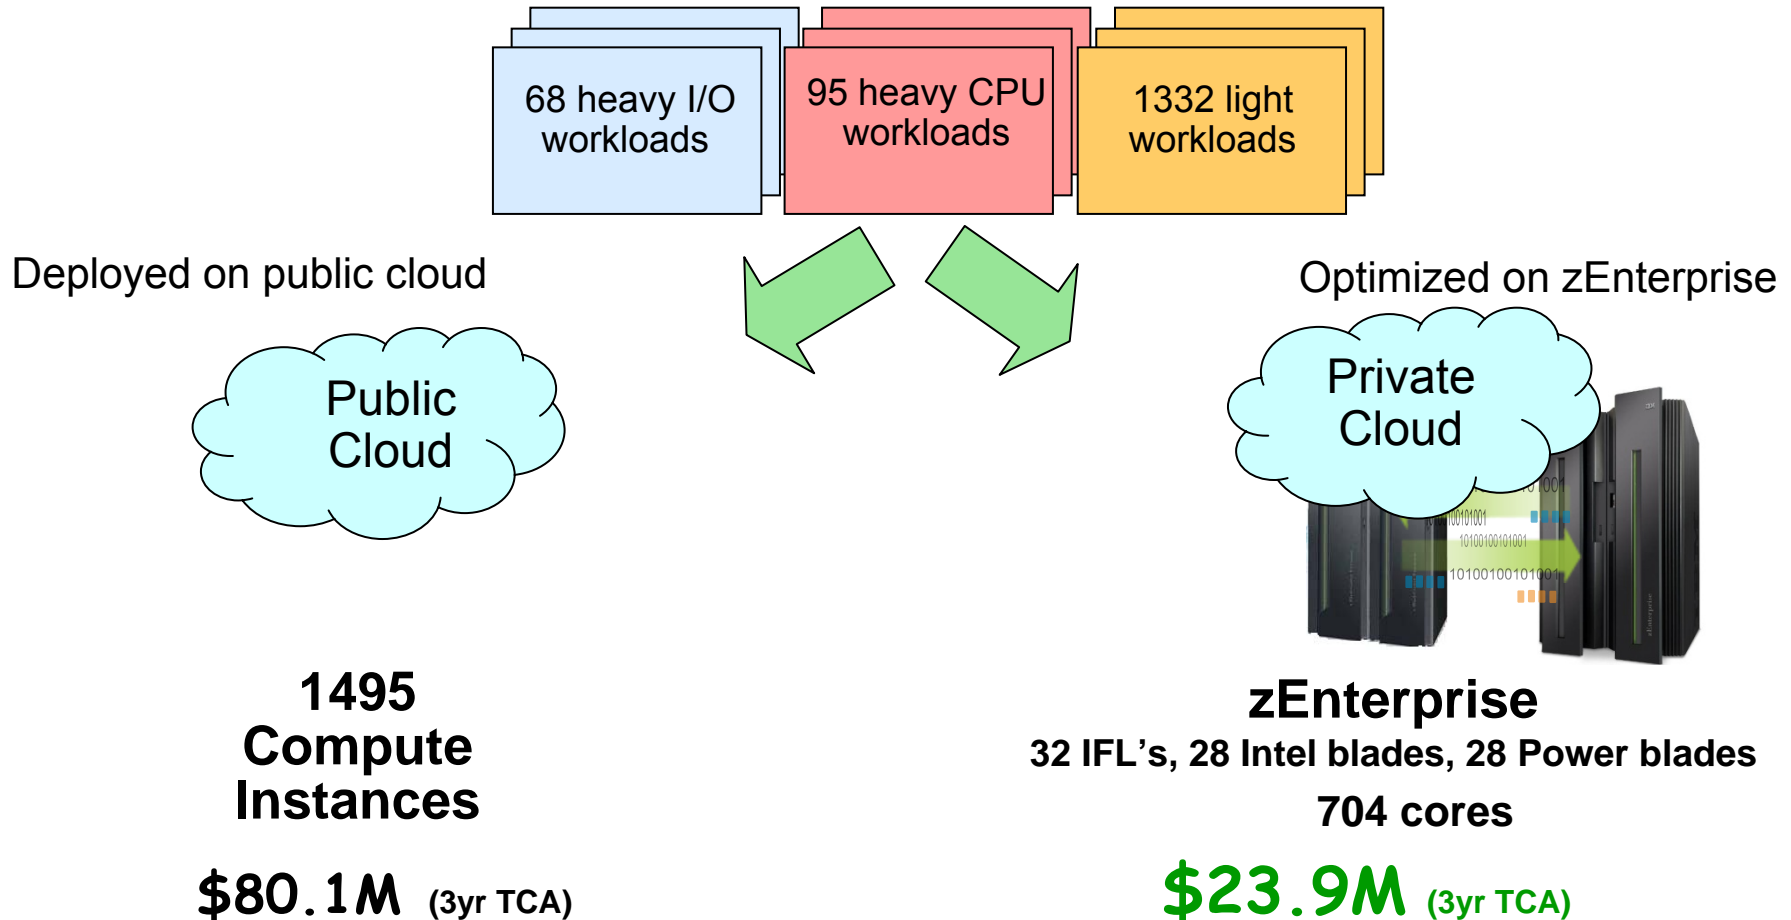 68 heavy I/O
workloads
95 heavy CPU
workloads
1332 light
workloads
Deployed on public cloud
Optimized on zEnterprise
Public
Cloud
Private
Cloud
10100100101001
10100100101001
1495
Compute
Instances
$80.1M (3yr TCA)
zEnterprise
32 IFL's, 28 Intel blades, 28 Power blades
704 cores
$23.9M (3yr TCA)